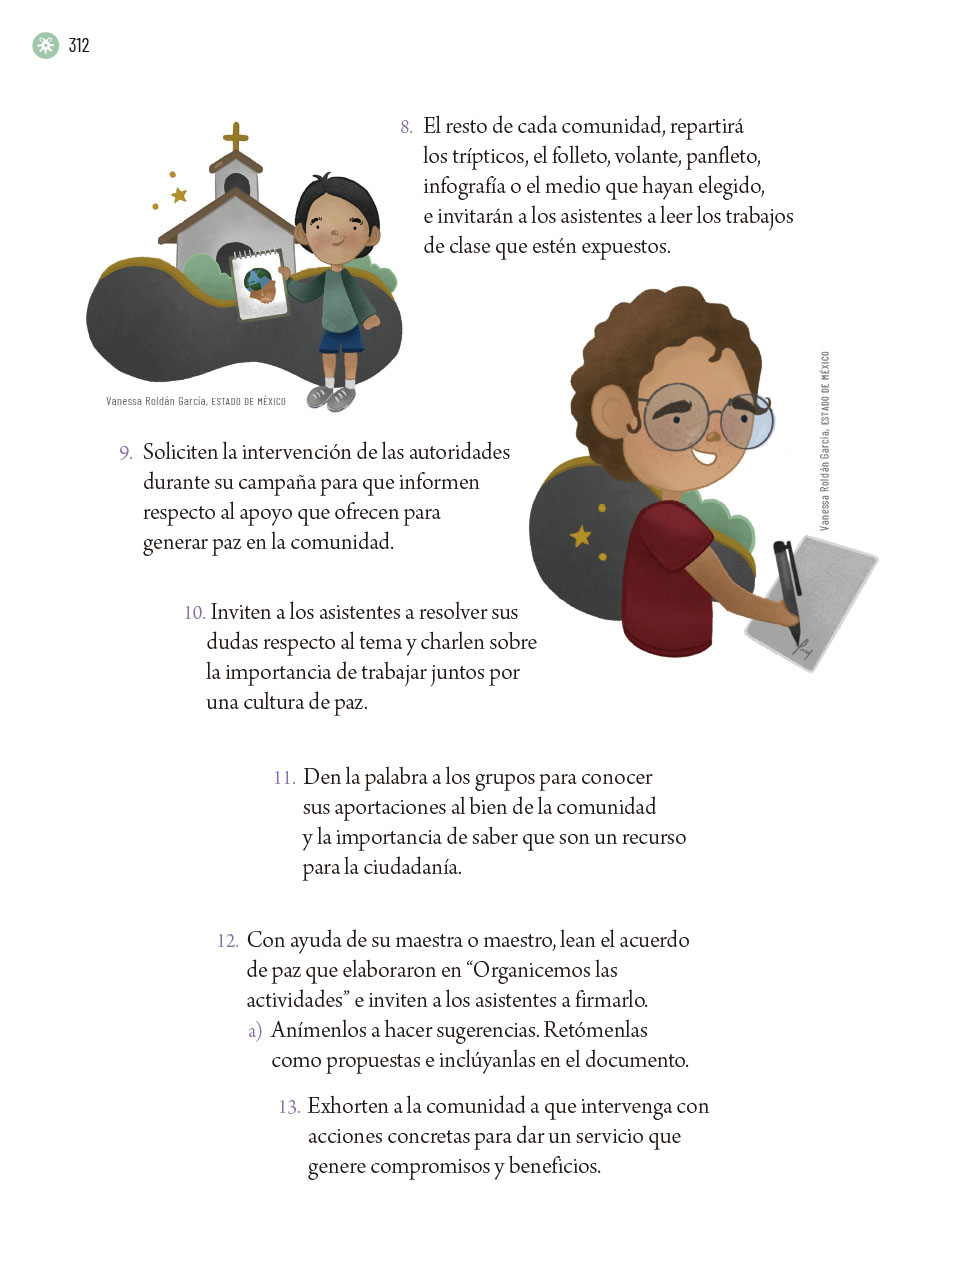 312
8. El resto de cada comunidad, repartirá
los trípticos, el folleto, volante, panfleto,
infografía o el medio que hayan elegido,
e invitarán a los asistentes a leer los trabajos
de clase que estén expuestos.
Vanessa Roldán García, ESTADO DE MÉXICO
Vanessa Roldán García, ESTADO DE MÉXICO
9. Soliciten la intervención de las autoridades
durante su campaña para que informen
respecto al apoyo que ofrecen para
generar paz en la comunidad.
10. Inviten a los asistentes a resolver sus
dudas respecto al tema y charlen sobre
la importancia de trabajar juntos por
una cultura de paz.
11. Den la palabra a los grupos para conocer
sus aportaciones al bien de la comunidad
y la importancia de saber que son un recurso
para la ciudadanía.
12. Con ayuda de su maestra o maestro, lean el acuerdo
de paz que elaboraron en “Organicemos las
actividades” e inviten a los asistentes a firmarlo.
a) Anímenlos a hacer sugerencias. Retómenlas
como propuestas e inclúyanlas en el documento.
13. Exhorten a la comunidad a que intervenga con
acciones concretas para dar un servicio que
genere compromisos y beneficios.